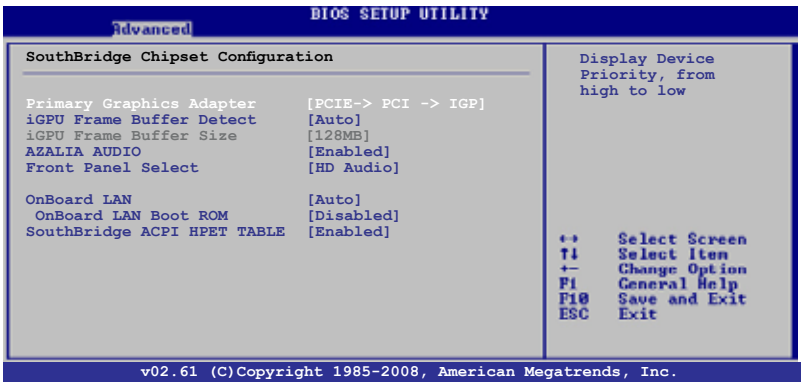 BIOS SETUP UTILITY
Advanced
SouthBridge Chipset Configuration
Primary Graphics Adapter [PCIE-> PCI -> IGP]
iGPU Frame Buffer Detect [Auto]
iGPU Frame Buffer Size [128MB]
AZALIA AUDIO [Enabled]
Front Panel Select [HD Audio]
OnBoard LAN [Auto]
OnBoard LAN Boot ROM [Disabled]
SouthBridge ACPI HPET TABLE [Enabled]
Display Device
Priority, from
high to low
←→ Select Screen
↑↓ Select Item
+- Change Option
F1 General Help
F10 Save and Exit
ESC Exit
v02.61 (C)Copyright 1985-2008, American Megatrends, Inc.